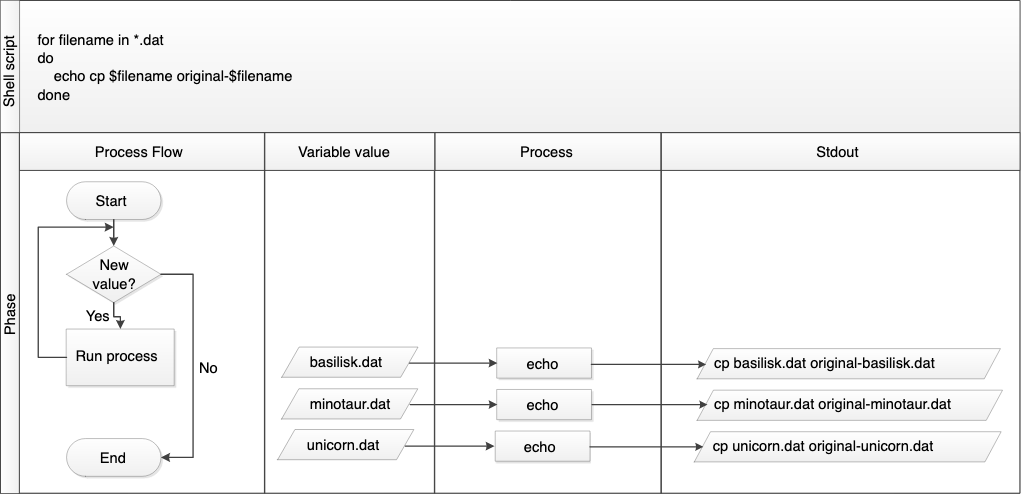 Shell script
for filename in *.dat
do
echo cp $filename original-$filename
done
Phase
Process Flow
Variable value
Process
Stdout
Start
New
value?
Yes
Run process
No
End
basilisk.dat
echo
cp basilisk.dat original-basilisk.dat
minotaur.dat
echo
cp minotaur.dat original-minotaur.dat
unicorn.dat
echo
cp unicorn.dat original-unicorn.dat